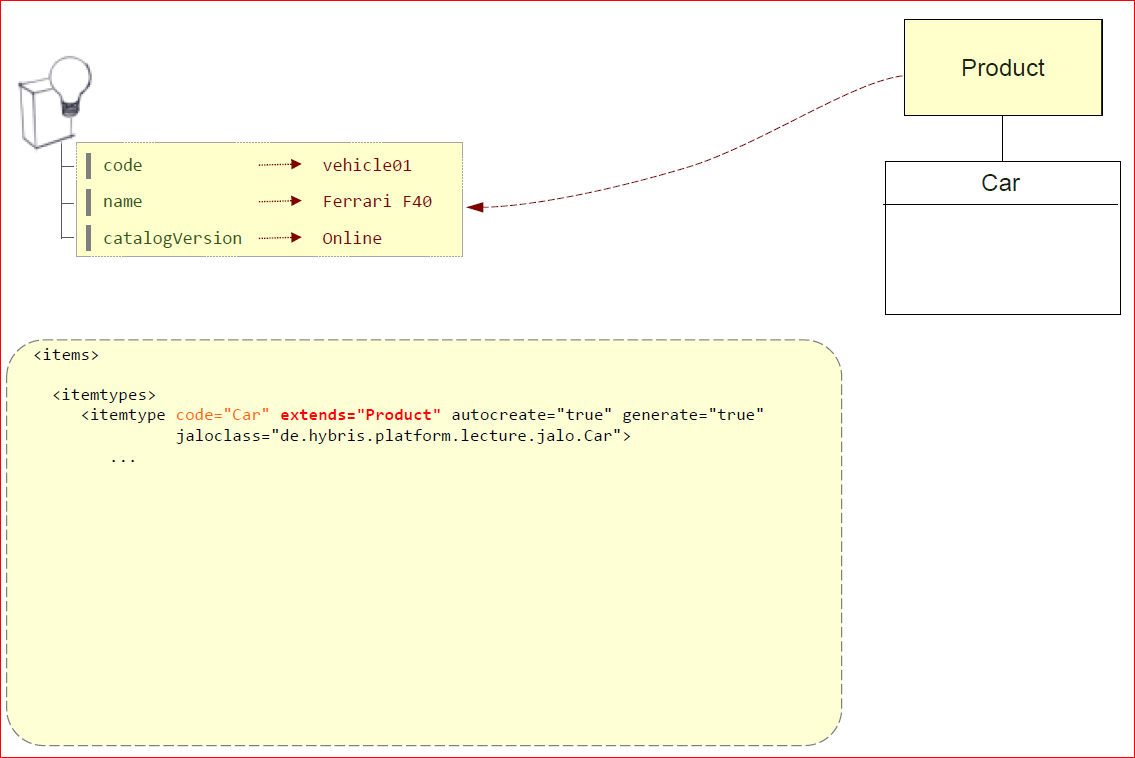 Product
Car
code vehicle01
name Ferrari F40
catalogVersion Online
<items>
<itemtypes>
<itemtype code="Car" extends="Product" autocreate="true" generate="true"
jaloclass="de.hybris.platform.lecture.jalo.Car">
...